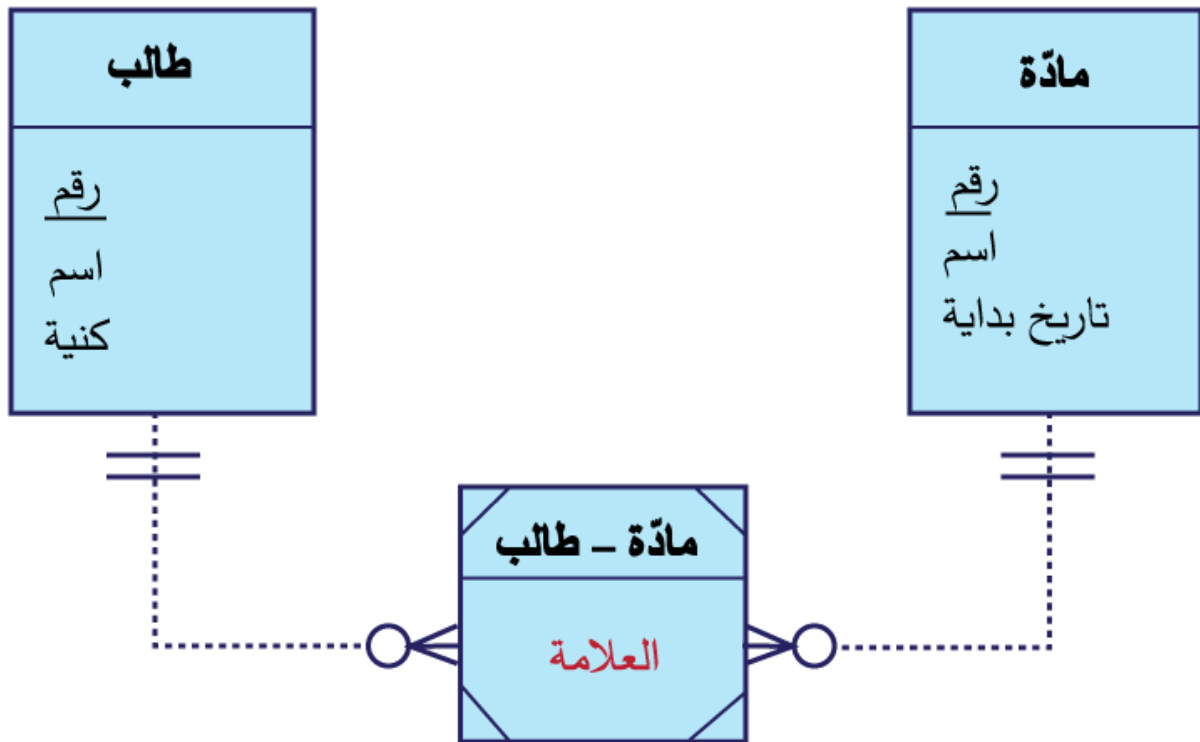 مادّة
رقم
اسم
تاريخ بداية
طالب
رقم
اسم
كنية
مادّة – طالب
العلامة